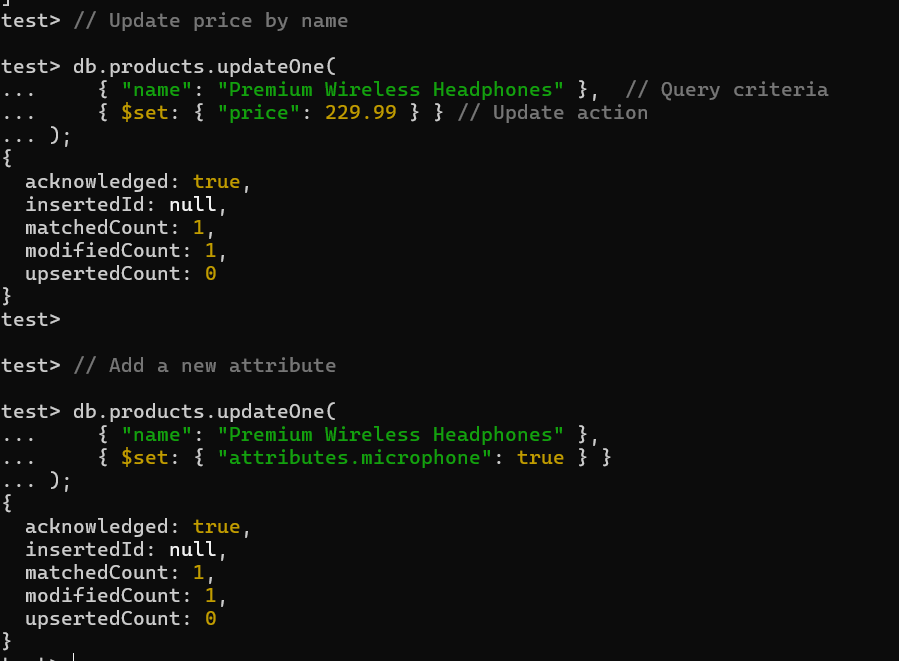 test> // Update price by name
test> db.products.updateOne(
...     { "name": "Premium Wireless Headphones" },  // Query criteria
...     { $set: { "price": 229.99 } } // Update action
... );
{
  acknowledged: true,
  insertedId: null,
  matchedCount: 1,
  modifiedCount: 1,
  upsertedCount: 0
}
test>
test> // Add a new attribute
test> db.products.updateOne(
...     { "name": "Premium Wireless Headphones" },
...     { $set: { "attributes.microphone": true } }
... );
{
  acknowledged: true,
  insertedId: null,
  matchedCount: 1,
  modifiedCount: 1,
  upsertedCount: 0
}